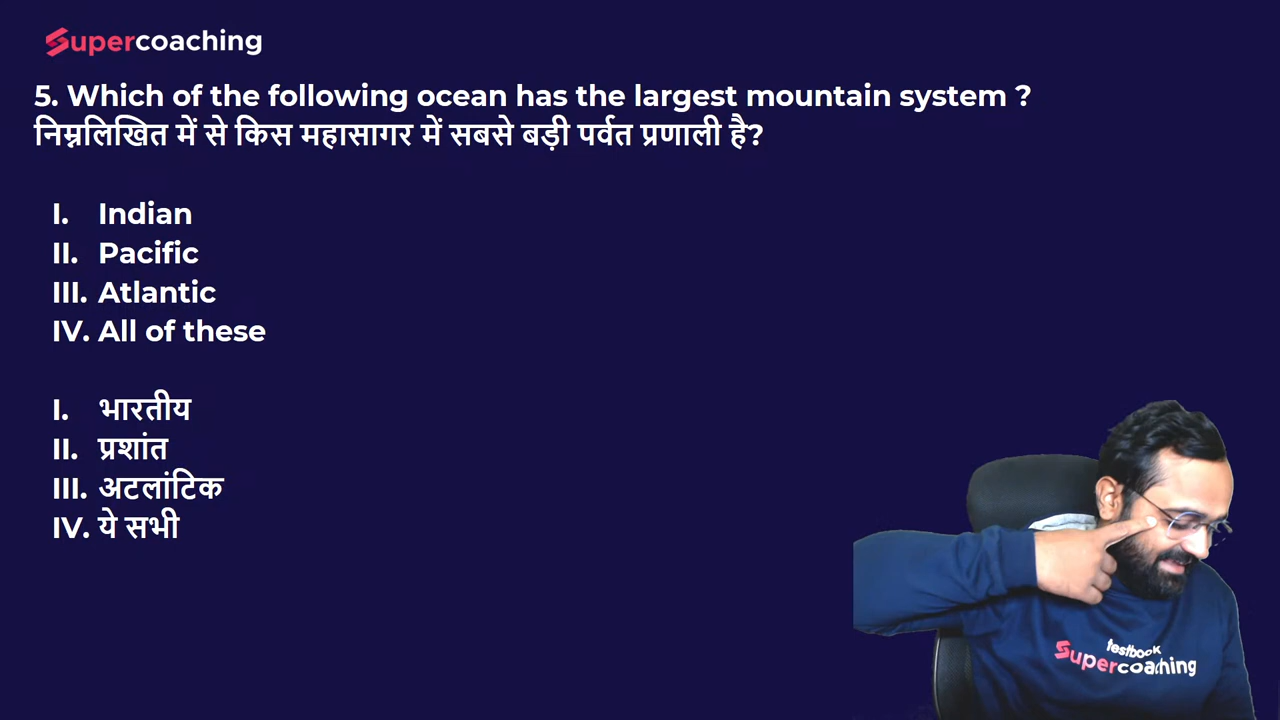 Supercoaching
5. Which of the following ocean has the largest mountain system ?
निम्नलिखित में से किस महासागर में सबसे बड़ी पर्वत प्रणाली है?
I. Indian
II. Pacific
III. Atlantic
IV. All of these
I. भारतीय
II. प्रशांत
III. अटलांटिक
IV. ये सभी
testbook
Supercoaching